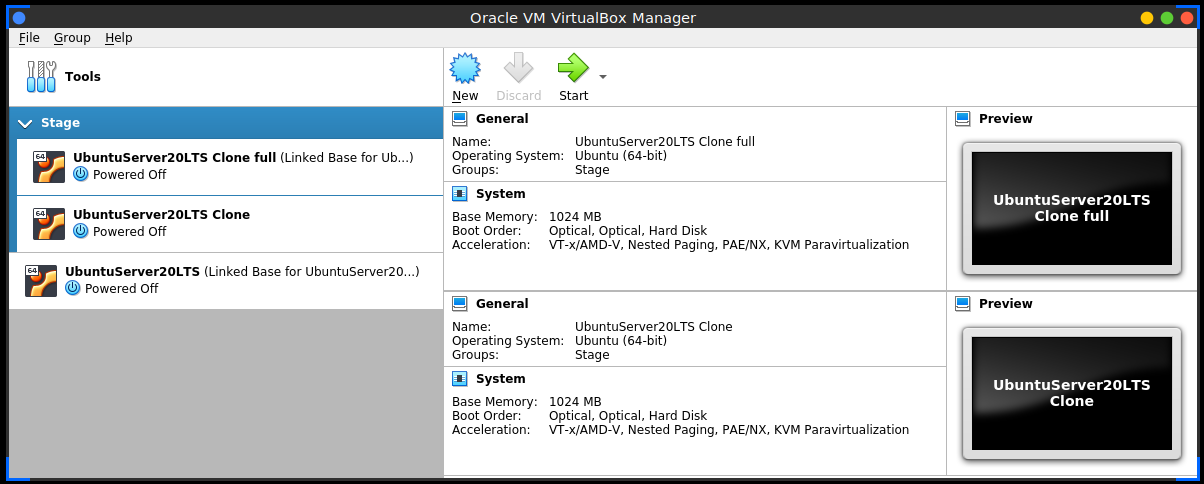 Oracle VM VirtualBox Manager
File Group Help
Tools
New Discard Start
Stage
64
UbuntuServer20LTS Clone full (Linked Base for Ub...)
Powered Off
64
UbuntuServer20LTS Clone
Powered Off
64
UbuntuServer20LTS (Linked Base for UbuntuServer20...)
Powered Off
General
Name: UbuntuServer20LTS Clone full
Operating System: Ubuntu (64-bit)
Groups: Stage
System
Base Memory: 1024 MB
Boot Order: Optical, Optical, Hard Disk
Acceleration: VT-x/AMD-V, Nested Paging, PAE/NX, KVM Paravirtualization
Preview
UbuntuServer20LTS
Clone full
General
Name: UbuntuServer20LTS Clone
Operating System: Ubuntu (64-bit)
Groups: Stage
System
Base Memory: 1024 MB
Boot Order: Optical, Optical, Hard Disk
Acceleration: VT-x/AMD-V, Nested Paging, PAE/NX, KVM Paravirtualization
Preview
UbuntuServer20LTS
Clone